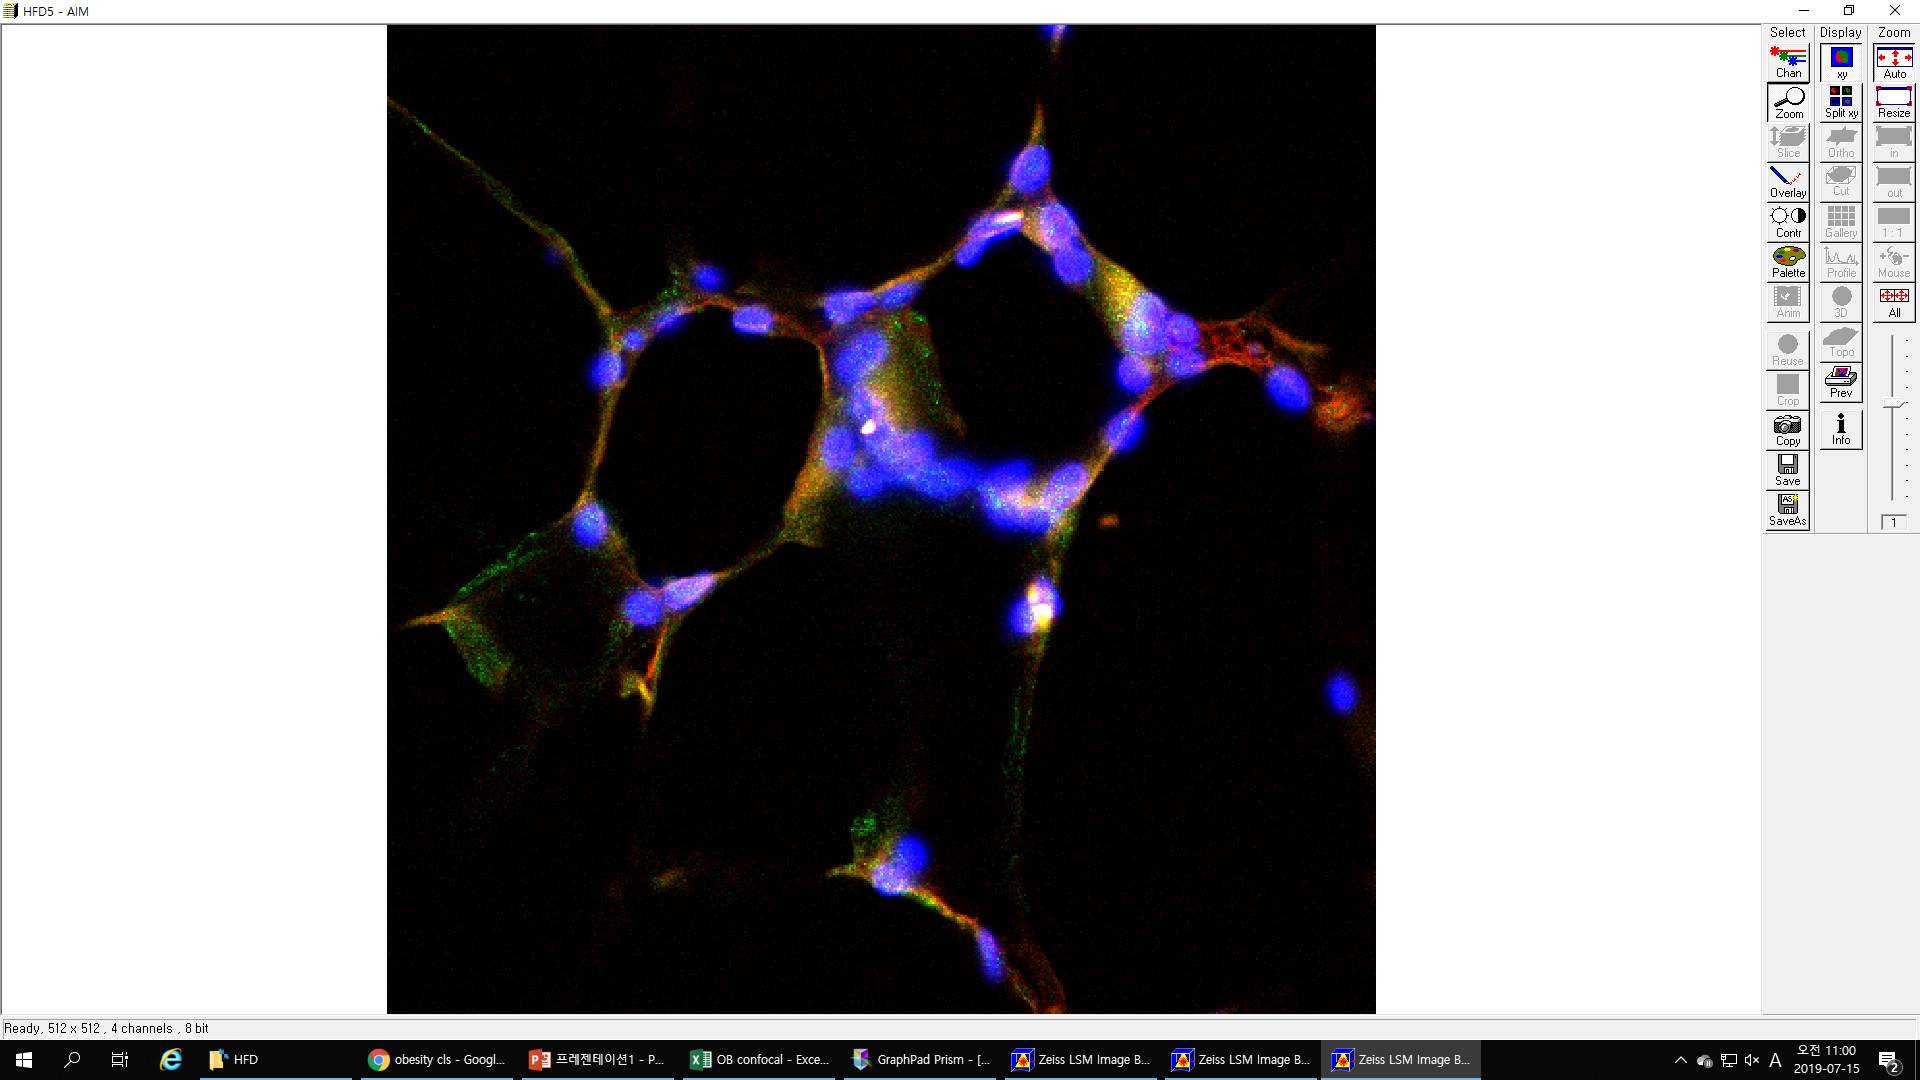 HFD5 - AIM
Select
Display
Zoom
Chan
xy
Auto
Zoom
Split xy
Resize
Slice
Ortho
in
Overlay
Cut
out
Contr
Gallery
1 : 1
Palette
Profile
Mouse
Anim
3D
All
Reuse
Topo
Crop
Prev
Copy
Info
Save
AS
SaveAs
1
Ready, 512 x 512 , 4 channels , 8 bit
HFD
obesity cls - Googl...
프레젠테이션1 - P...
OB confocal - Exce...
GraphPad Prism - [...
Zeiss LSM Image B...
Zeiss LSM Image B...
Zeiss LSM Image B...
A
오전 11:00
2019-07-15
2